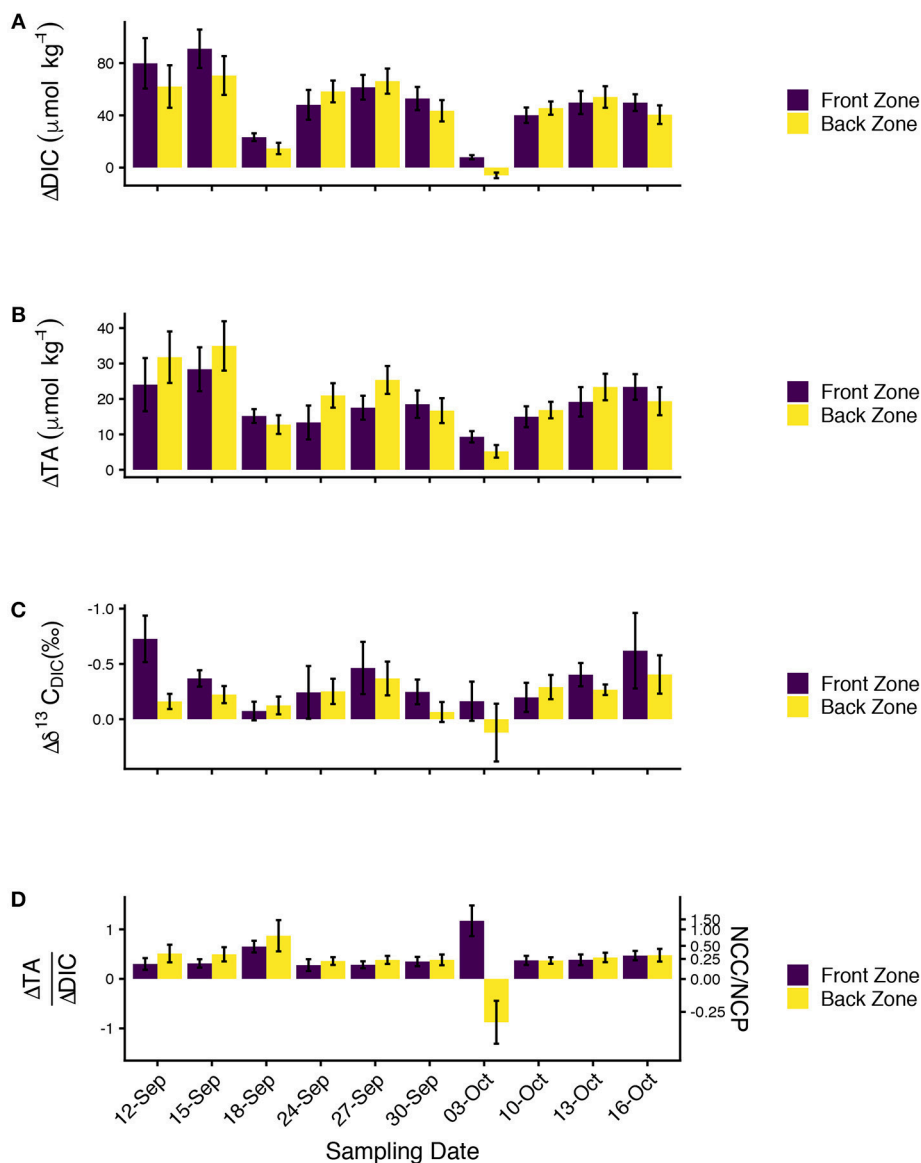 A
ΔDIC (μmol kg⁻¹)
80
40
0
Front Zone
Back Zone
B
ΔTA (μmol kg⁻¹)
40
30
20
10
0
Front Zone
Back Zone
C
Δδ¹³ C_DIC(‰)
-1.0
-0.5
0.0
Front Zone
Back Zone
D
ΔTA
ΔDIC
1
0
-1
1.50
1.00
0.50
0.25
0.00
-0.25
NCC/NCP
Front Zone
Back Zone
12-Sep
15-Sep
18-Sep
24-Sep
27-Sep
30-Sep
03-Oct
10-Oct
13-Oct
16-Oct
Sampling Date